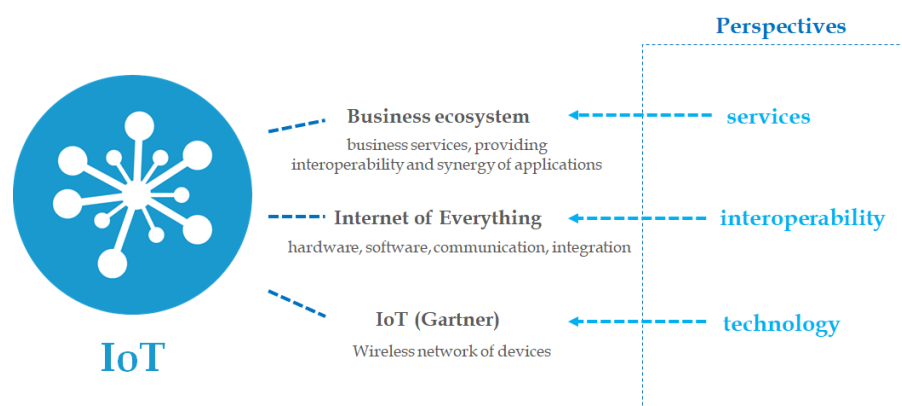 Perspectives
Business ecosystem
services
business services, providing
interoperability and synergy of applications
Internet of Everything
interoperability
hardware, software, communication, integration
IoT (Gartner)
technology
Wireless network of devices
IoT